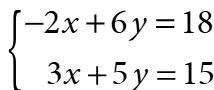 −2x + 6y = 18
3x + 5y = 15